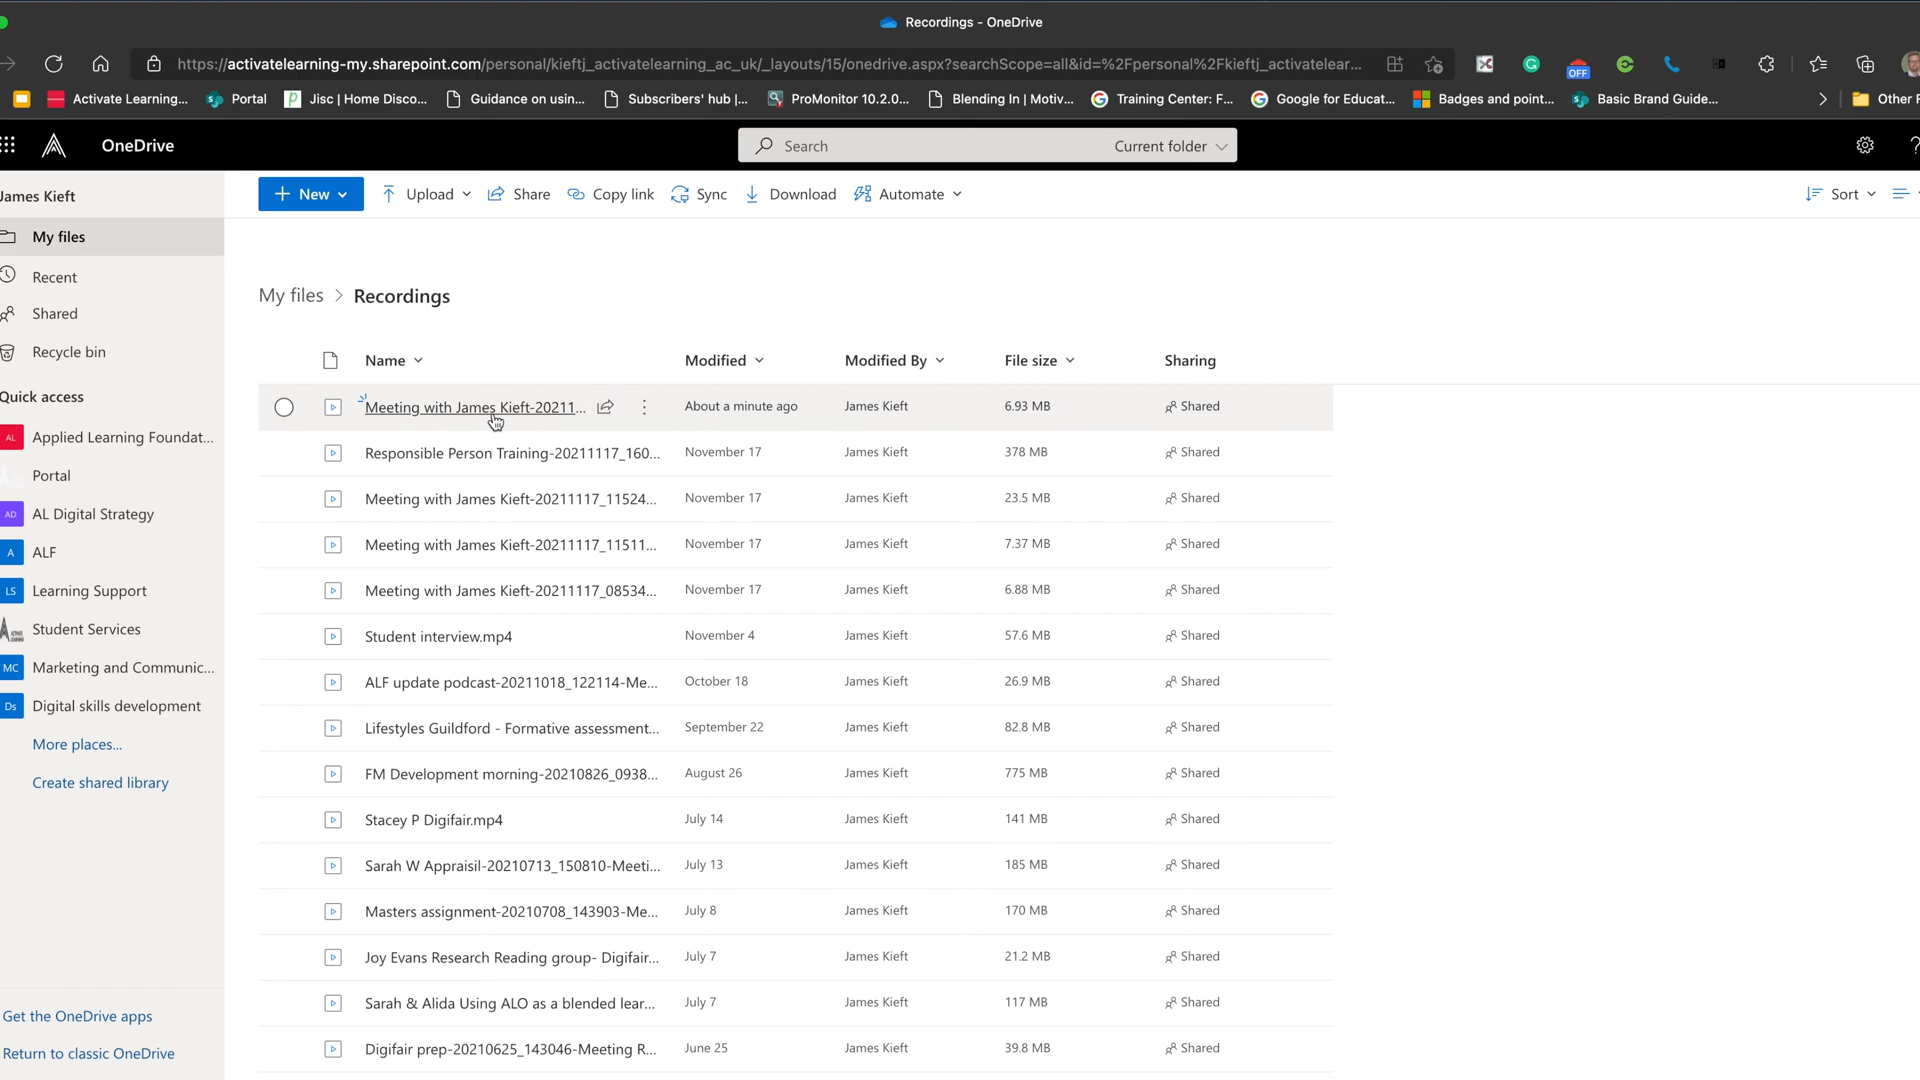 Recordings - OneDrive
https://activatelearning-my.sharepoint.com/personal/kieftj_activatelearning_ac_uk/_layouts/15/onedrive.aspx?searchScope=all&id=%2Fpersonal%2Fkieftj_activatelear...
OFF
Activate Learning... Portal Jisc | Home Disco... Guidance on usin... Subscribers' hub |... ProMonitor 10.2.0... Blending In | Motiv... Training Center: F... Google for Educat... Badges and point... Basic Brand Guide... Other F
OneDrive Search Current folder ?
James Kieft
New Upload Share Copy link Sync Download Automate Sort
My files
Recent
Shared
Recycle bin
Quick access
AL Applied Learning Foundat...
Portal
AD AL Digital Strategy
A ALF
LS Learning Support
Student Services
MC Marketing and Communic...
Ds Digital skills development
More places...
Create shared library
Get the OneDrive apps
Return to classic OneDrive
My files > Recordings
Name Modified Modified By File size Sharing
Meeting with James Kieft-20211... About a minute ago James Kieft 6.93 MB Shared
Responsible Person Training-20211117_160... November 17 James Kieft 378 MB Shared
Meeting with James Kieft-20211117_11524... November 17 James Kieft 23.5 MB Shared
Meeting with James Kieft-20211117_11511... November 17 James Kieft 7.37 MB Shared
Meeting with James Kieft-20211117_08534... November 17 James Kieft 6.88 MB Shared
Student interview.mp4 November 4 James Kieft 57.6 MB Shared
ALF update podcast-20211018_122114-Me... October 18 James Kieft 26.9 MB Shared
Lifestyles Guildford - Formative assessment... September 22 James Kieft 82.8 MB Shared
FM Development morning-20210826_0938... August 26 James Kieft 775 MB Shared
Stacey P Digifair.mp4 July 14 James Kieft 141 MB Shared
Sarah W Appraisil-20210713_150810-Meeti... July 13 James Kieft 185 MB Shared
Masters assignment-20210708_143903-Me... July 8 James Kieft 170 MB Shared
Joy Evans Research Reading group- Digifair... July 7 James Kieft 21.2 MB Shared
Sarah & Alida Using ALO as a blended lear... July 7 James Kieft 117 MB Shared
Digifair prep-20210625_143046-Meeting R... June 25 James Kieft 39.8 MB Shared